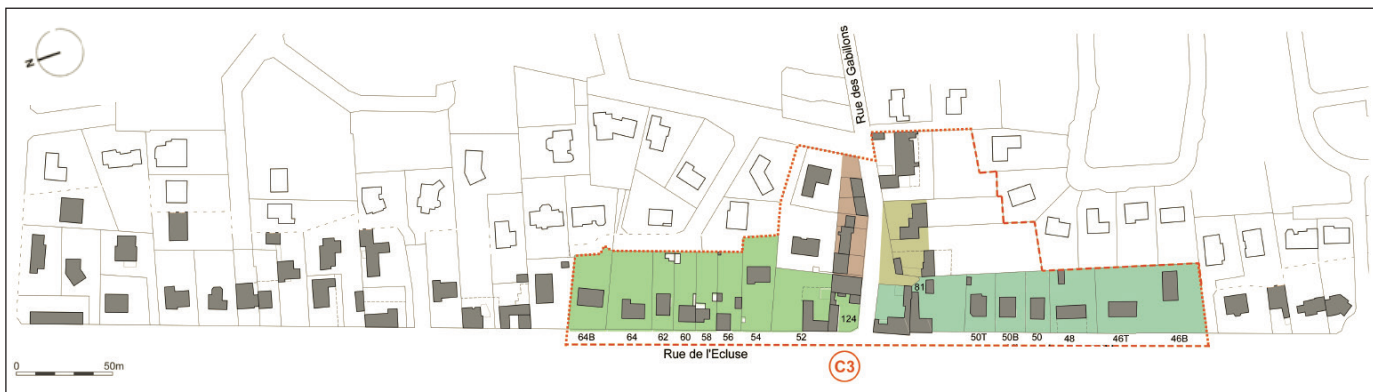 N
Rue des Gabillons
81
124
64B 64 62 60 58 56 54 52 50T 50B 50 48 46T 46B
Rue de l'Ecluse
C3
0 50m